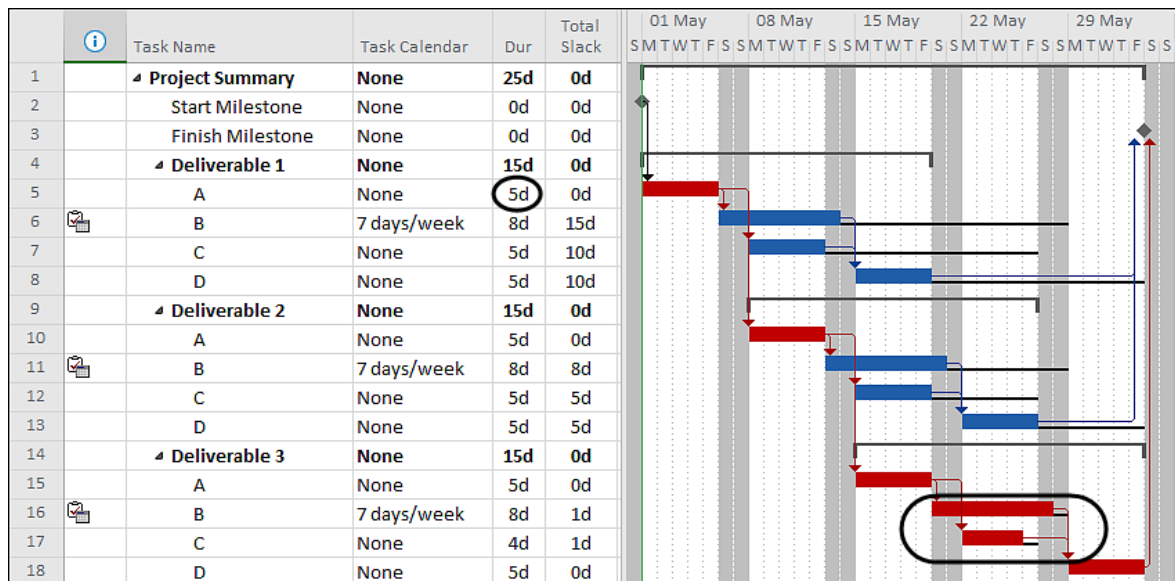 01 May 08 May 15 May 22 May 29 May
Task Name Task Calendar Dur Total Slack S M T W T F S S M T W T F S S M T W T F S S M T W T F S S M T W T F S S
1 Project Summary None 25d 0d
2 Start Milestone None 0d 0d
3 Finish Milestone None 0d 0d
4 Deliverable 1 None 15d 0d
5 A None 5d 0d
6 B 7 days/week 8d 15d
7 C None 5d 10d
8 D None 5d 10d
9 Deliverable 2 None 15d 0d
10 A None 5d 0d
11 B 7 days/week 8d 8d
12 C None 5d 5d
13 D None 5d 5d
14 Deliverable 3 None 15d 0d
15 A None 5d 0d
16 B 7 days/week 8d 1d
17 C None 4d 1d
18 D None 5d 0d